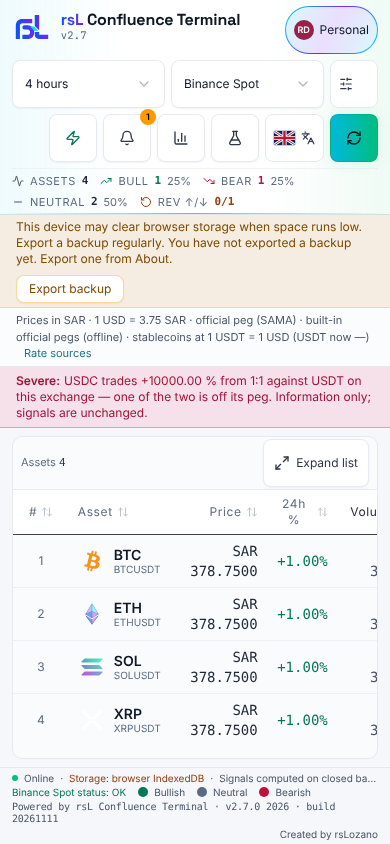 rsL
rsL Confluence Terminal
v2.7
RD Personal
4 hours
Binance Spot
1
ASSETS 4 BULL 1 25% BEAR 1 25%
NEUTRAL 2 50% REV ↑/↓ 0/1
This device may clear browser storage when space runs low.
Export a backup regularly. You have not exported a backup
yet. Export one from About.
Export backup
Prices in SAR · 1 USD = 3.75 SAR · official peg (SAMA) · built-in
official pegs (offline) · stablecoins at 1 USDT = 1 USD (USDT now —)
Rate sources
Severe: USDC trades +10000.00 % from 1:1 against USDT on
this exchange — one of the two is off its peg. Information only;
signals are unchanged.
Assets 4
Expand list
# ↑↓ Asset ↑↓ Price ↑↓ 24h % ↑↓ Volu
1 BTC BTCUSDT SAR 378.7500 +1.00% 3
2 ETH ETHUSDT SAR 378.7500 +1.00% 3
3 SOL SOLUSDT SAR 378.7500 +1.00% 3
4 XRP XRPUSDT SAR 378.7500 +1.00% 3
Online · Storage: browser IndexedDB · Signals computed on closed ba...
Binance Spot status: OK Bullish Neutral Bearish
Powered by rsL Confluence Terminal · v2.7.0 2026 · build
20261111
Created by rsLozano